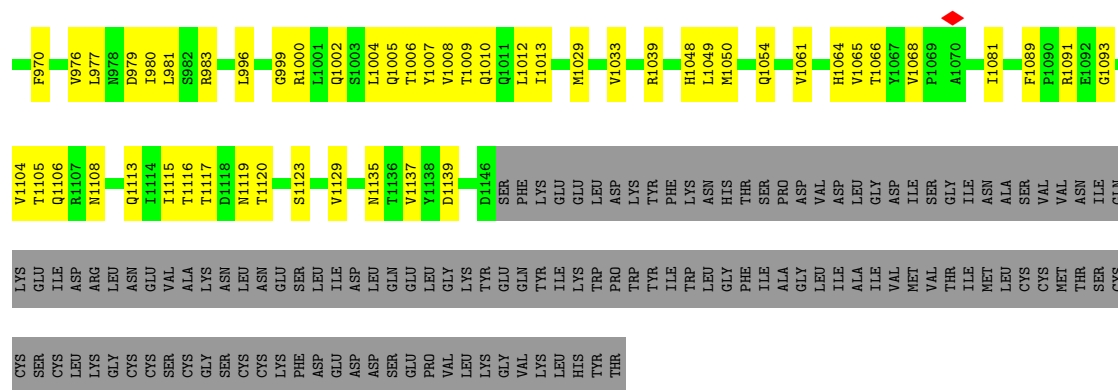 F970 V976 L977 N978 D979 I980 L981 S982 R983 L996 G999 R1000 L1001 Q1002 S1003 L1004 Q1005 T1006 Y1007 V1008 T1009 Q1010 Q1011 L1012 I1013 M1029 V1033 R1039 H1048 L1049 M1050 Q1054 V1061 H1064 V1065 T1066 Y1067 V1068 P1069 A1070 I1081 F1089 P1090 R1091 E1092 G1093
V1104 T1105 Q1106 R1107 N1108 Q1113 I1114 I1115 T1116 T1117 D1118 N1119 T1120 S1123 V1129 N1135 T1136 V1137 Y1138 D1139 D1146 SER PHE LYS GLU GLU LEU ASP LYS TYR PHE LYS ASN HIS THR SER PRO ASP VAL ASP LEU GLY ASP ILE SER GLY ILE ASN ALA SER VAL VAL ASN ILE GLN
LYS GLU ILE ASP ARG LEU ASN GLU VAL ALA LYS ASN LEU ASN GLU SER LEU ILE ASP LEU GLN GLU LEU GLY LYS TYR GLU GLN TYR ILE LYS TRP PRO TRP TYR ILE TRP LEU GLY PHE ILE ALA GLY LEU ILE ALA ILE VAL MET VAL THR ILE MET LEU CYS CYS MET THR SER CYS
CYS SER CYS LEU LYS GLY CYS CYS SER CYS GLY SER CYS CYS LYS PHE ASP GLU ASP ASP SER GLU PRO VAL LEU LYS GLY VAL LYS LEU HIS TYR THR